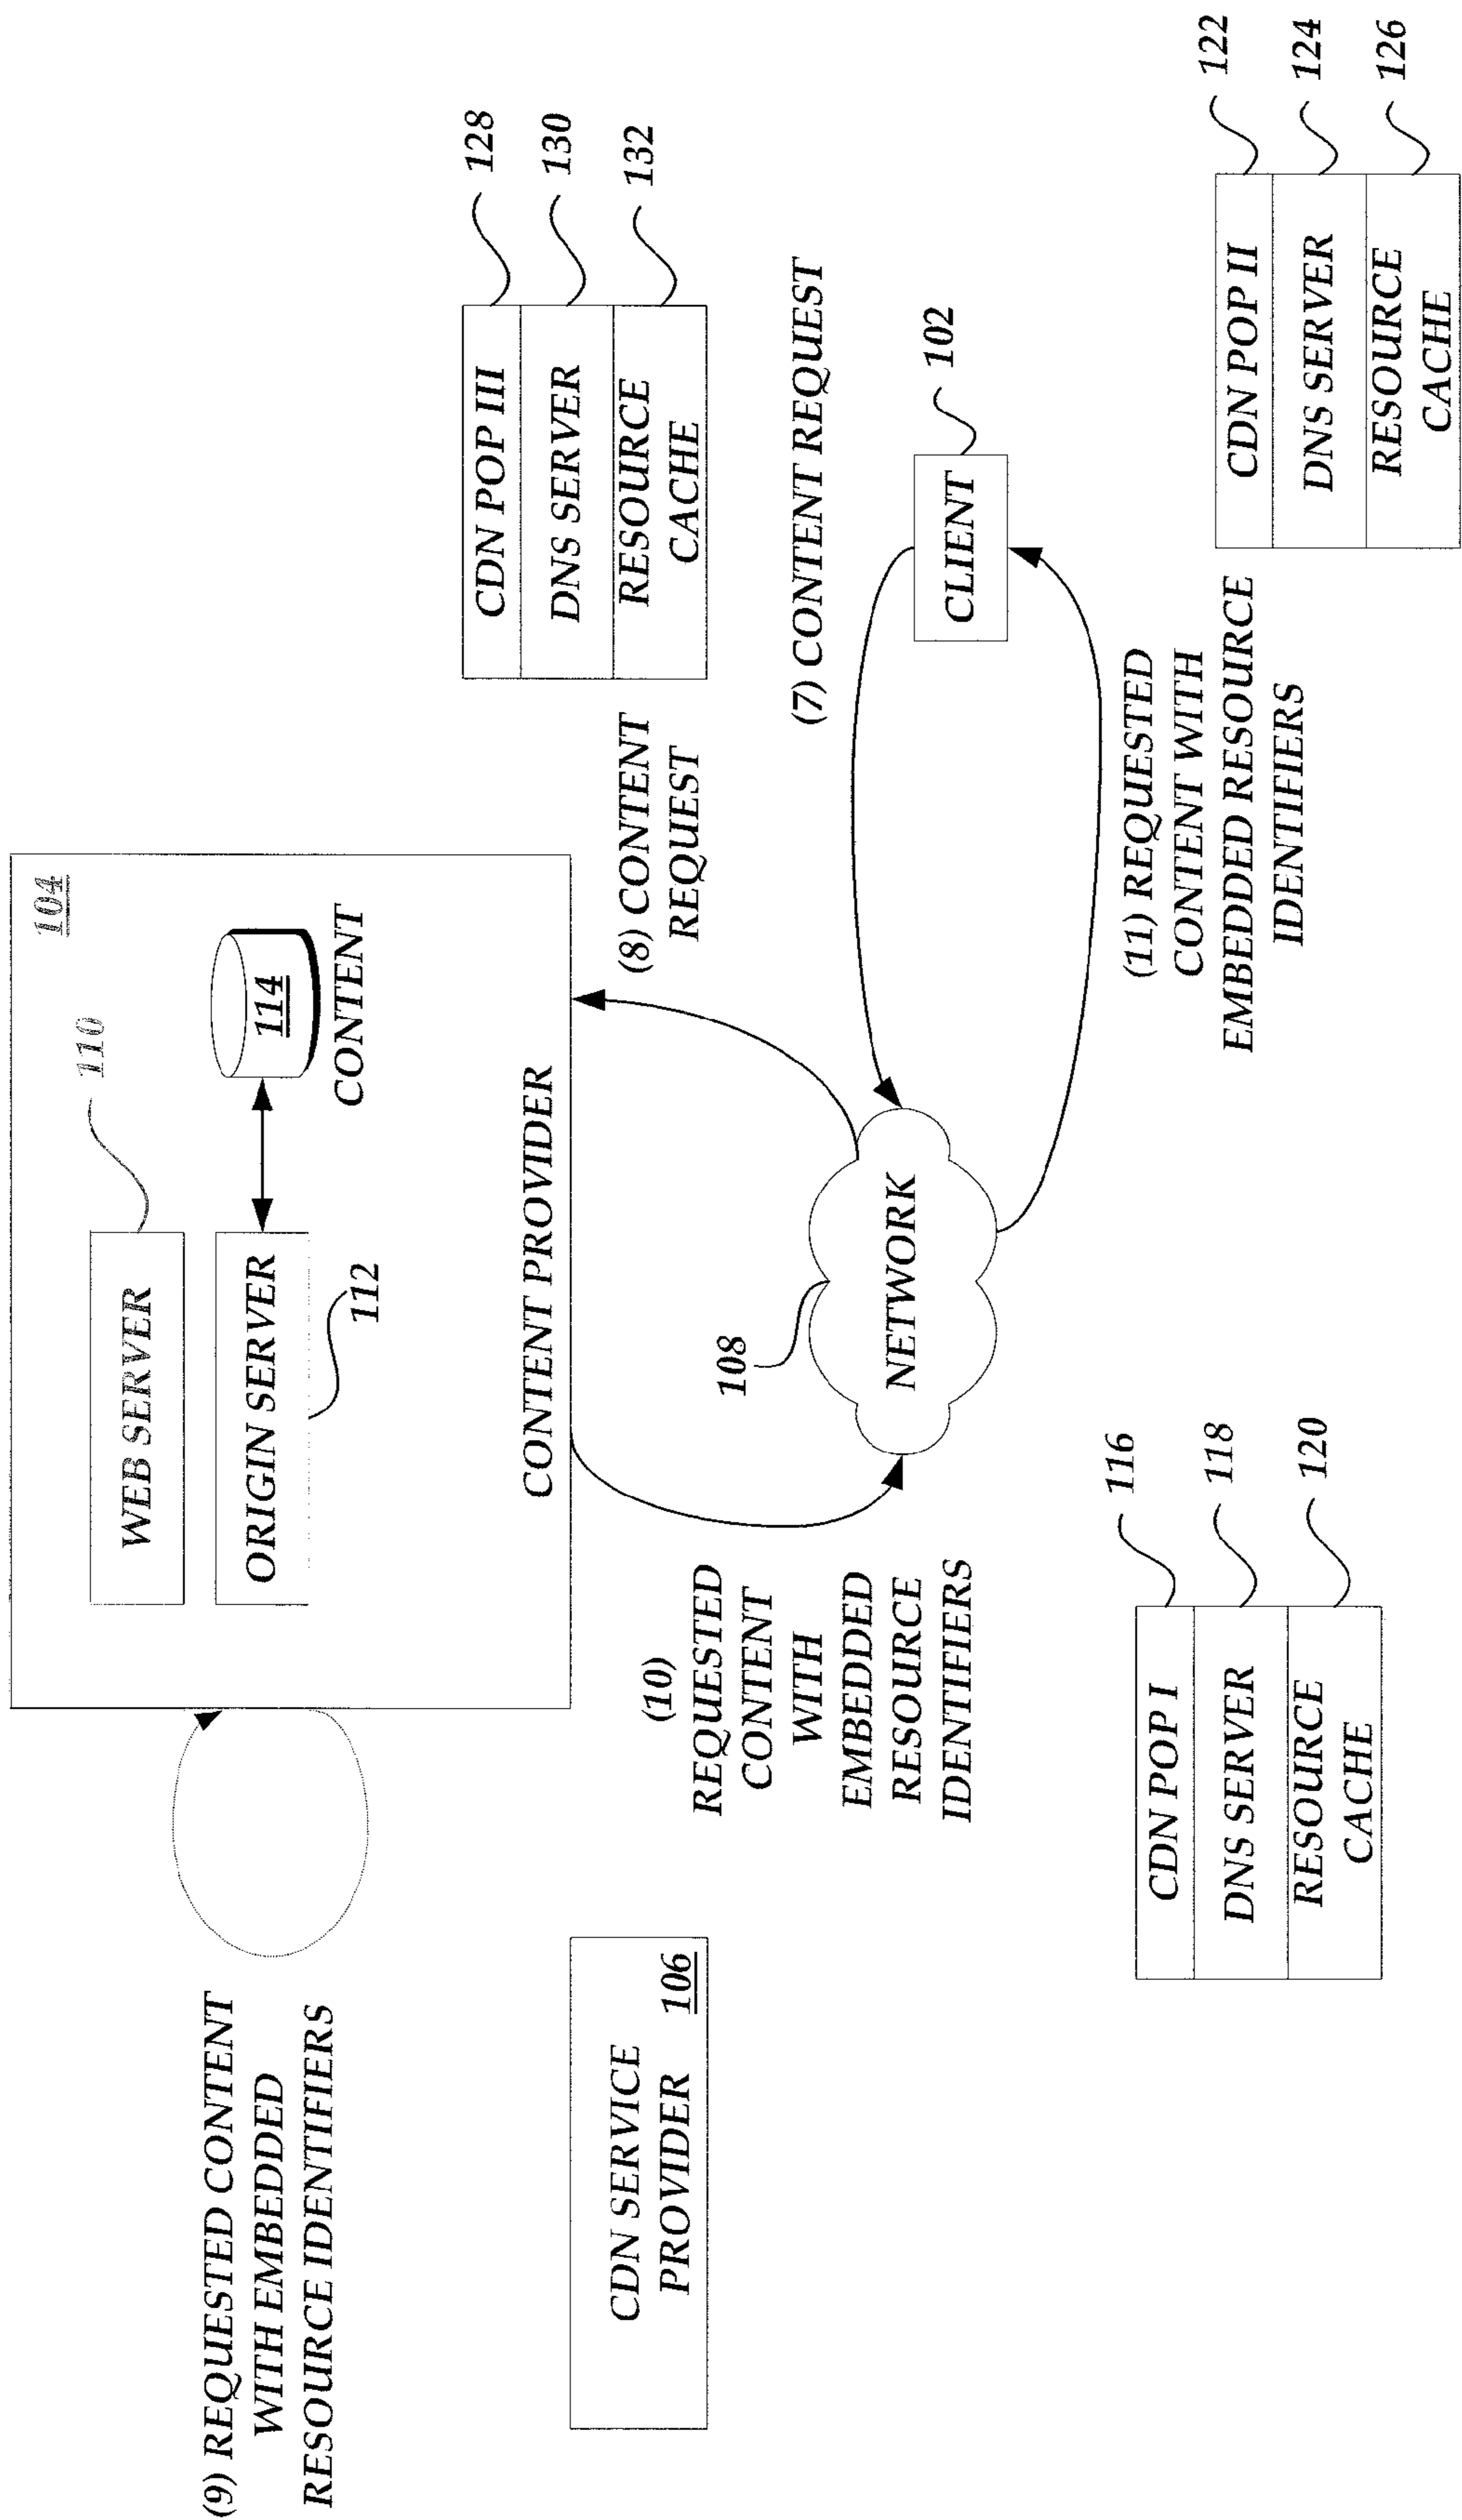 (9) REQUESTED CONTENT
WITH EMBEDDED
RESOURCE IDENTIFIERS
104
WEB SERVER
110
ORIGIN SERVER
112
114
CONTENT
CONTENT PROVIDER
CDN SERVICE
PROVIDER 106
(10)
REQUESTED
CONTENT
WITH
EMBEDDED
RESOURCE
IDENTIFIERS
(8) CONTENT
REQUEST
CDN POP III
128
DNS SERVER
130
RESOURCE
CACHE
132
108
NETWORK
(7) CONTENT REQUEST
CLIENT
102
(11) REQUESTED
CONTENT WITH
EMBEDDED RESOURCE
IDENTIFIERS
CDN POP I
116
DNS SERVER
118
RESOURCE
CACHE
120
CDN POP II
122
DNS SERVER
124
RESOURCE
CACHE
126